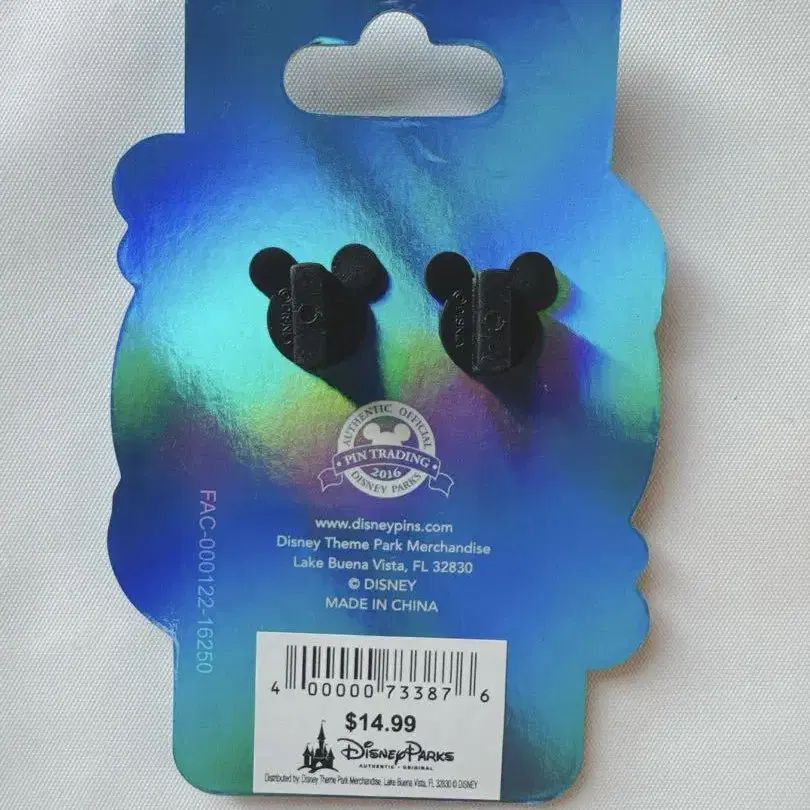 © DISNEY
© DISNEY
AUTHENTIC OFFICIAL
PIN TRADING
2016
DISNEY PARKS
www.disneypins.com
Disney Theme Park Merchandise
Lake Buena Vista, FL 32830
© DISNEY
MADE IN CHINA
FAC-000122-16250
4 00000 73387 6
$14.99
Disney Parks
AUTHENTIC • ORIGINAL
Distributed by: Disney Theme Park Merchandise, Lake Buena Vista, FL 32830 © DISNEY